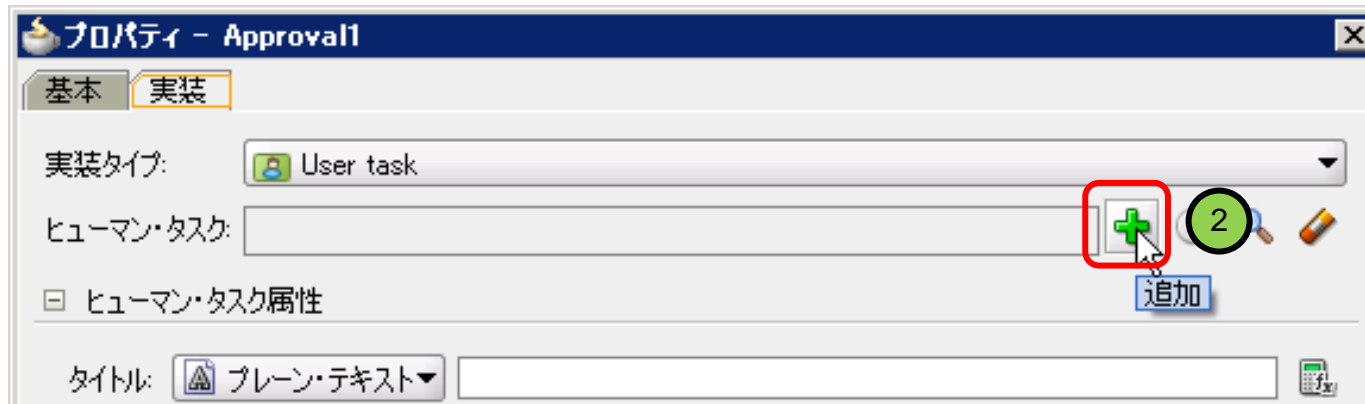 プロパティ - Approval1
基本 実装
実装タイプ: User task
ヒューマン・タスク: 2
追加
ヒューマン・タスク属性
タイトル: プレーン・テキスト